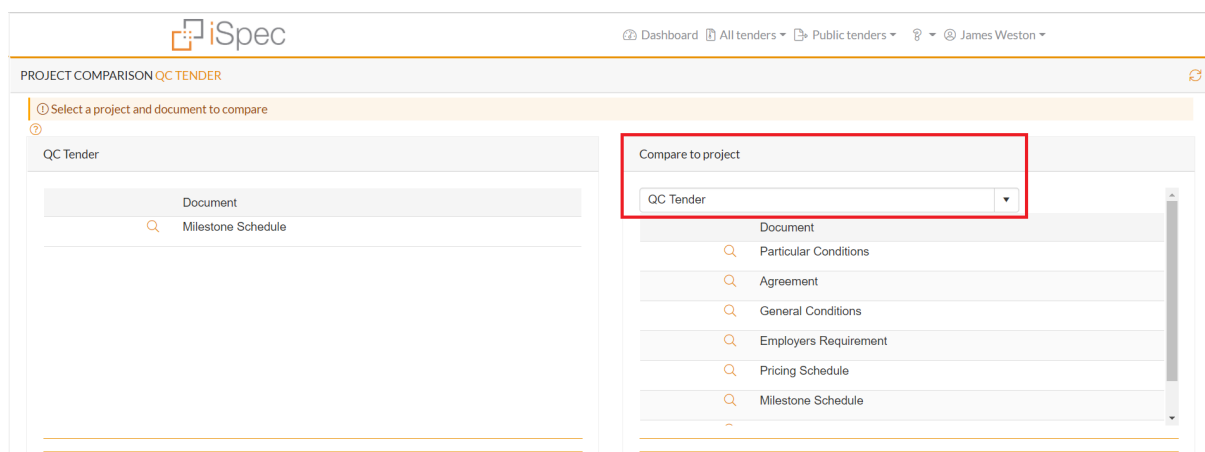 iSpec
Dashboard All tenders Public tenders James Weston
PROJECT COMPARISON QC TENDER
Select a project and document to compare
QC Tender
Document
Milestone Schedule
Compare to project
QC Tender
Document
Particular Conditions
Agreement
General Conditions
Employers Requirement
Pricing Schedule
Milestone Schedule